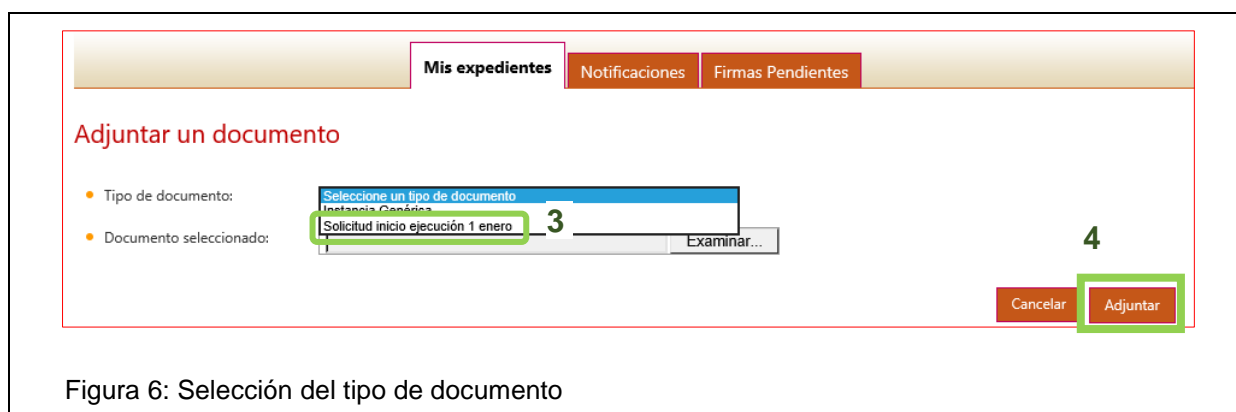 Mis expedientes Notificaciones Firmas Pendientes
Adjuntar un documento
Tipo de documento:
Seleccione un tipo de documento
Instancia Genérica
Solicitud inicio ejecución 1 enero
3
Documento seleccionado:
Examinar...
4
Cancelar Adjuntar
Figura 6: Selección del tipo de documento